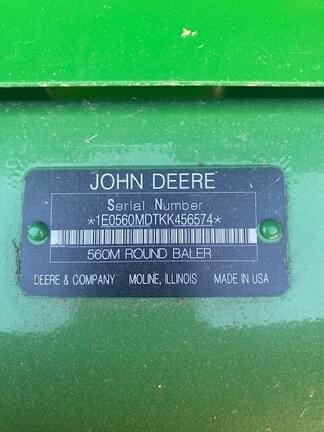 JOHN DEERE
Serial Number
*1E0560MDTKK456574*
560M ROUND BALER
DEERE & COMPANY MOLINE, ILLINOIS MADE IN USA